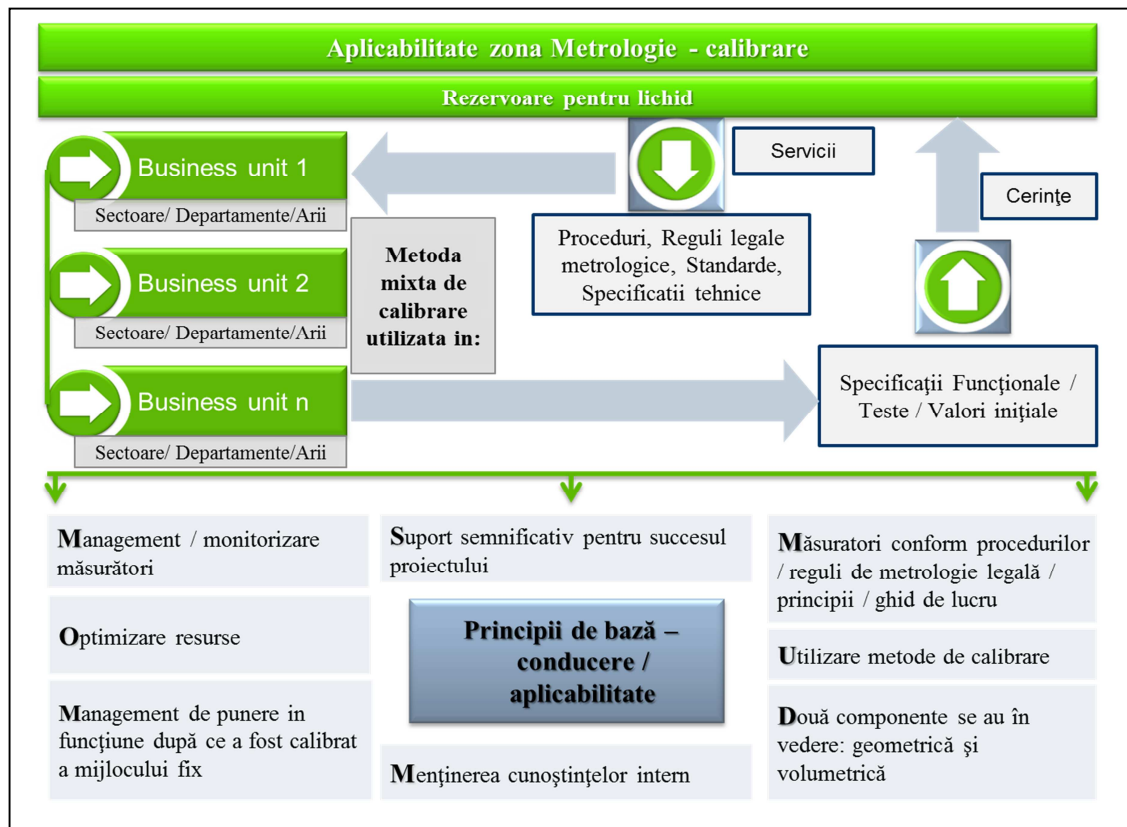 Aplicabilitate zona Metrologie - calibrare
Rezervoare pentru lichid
Business unit 1
Sectoare/ Departamente/Arii
Business unit 2
Sectoare/ Departamente/Arii
Business unit n
Sectoare/ Departamente/Arii
Metoda
mixta de
calibrare
utilizata in:
Servicii
Proceduri, Reguli legale
metrologice, Standarde,
Specificatii tehnice
Cerinţe
Specificaţii Funcţionale /
Teste / Valori iniţiale
Management / monitorizare
măsurători
Optimizare resurse
Management de punere in
funcţiune după ce a fost calibrat
a mijlocului fix
Suport semnificativ pentru succesul
proiectului
Principii de bază –
conducere /
aplicabilitate
Menţinerea cunoştinţelor intern
Măsuratori conform procedurilor
/ reguli de metrologie legală /
principii / ghid de lucru
Utilizare metode de calibrare
Două componente se au în
vedere: geometrică şi
volumetrică